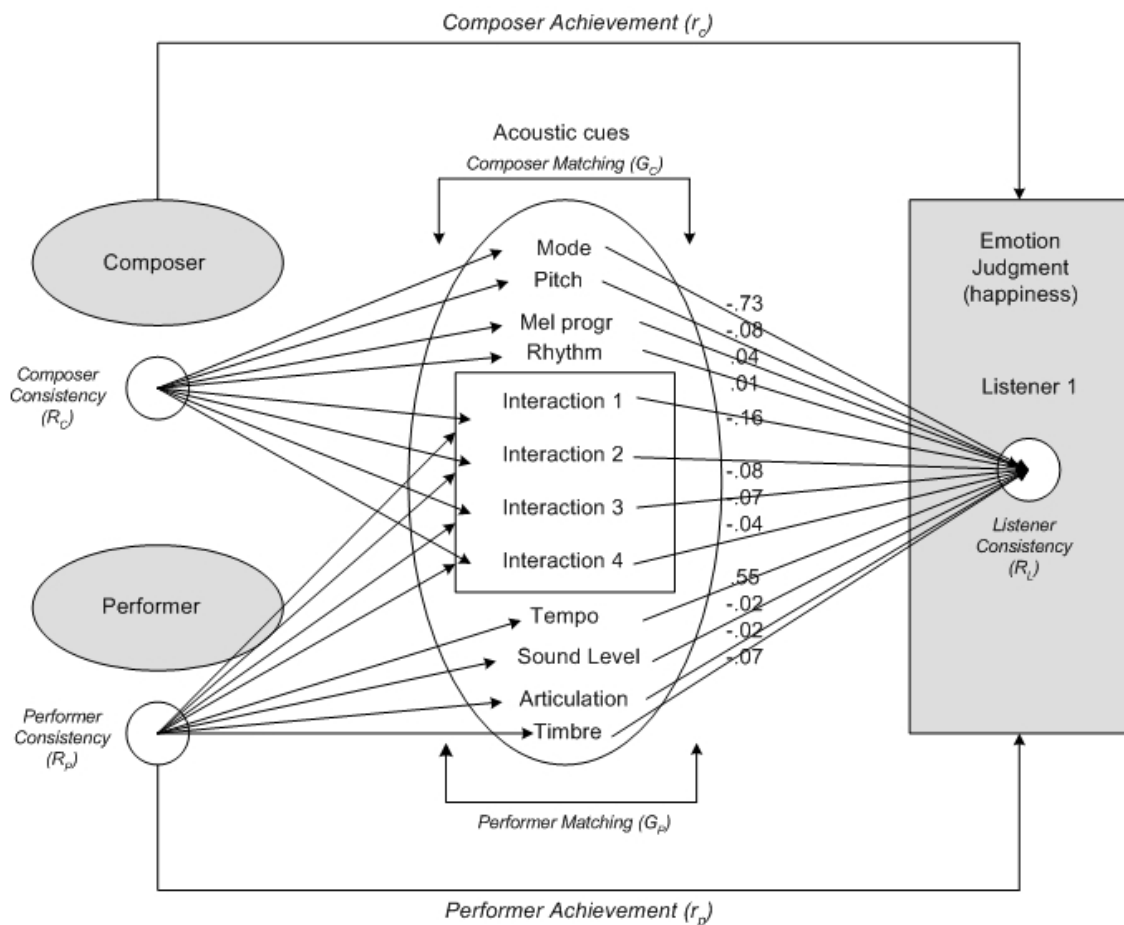 Composer Achievement (rc)
Acoustic cues
Composer Matching (GC)
Composer
Composer
Consistency
(RC)
Performer
Performer
Consistency
(RP)
Mode
Pitch
Mel progr
Rhythm
Interaction 1
Interaction 2
Interaction 3
Interaction 4
Tempo
Sound Level
Articulation
Timbre
-.73
-.08
.04
.01
-.16
-.08
-.07
-.04
.55
-.02
-.02
-.07
Emotion
Judgment
(happiness)
Listener 1
Listener
Consistency
(RL)
Performer Matching (GP)
Performer Achievement (rp)